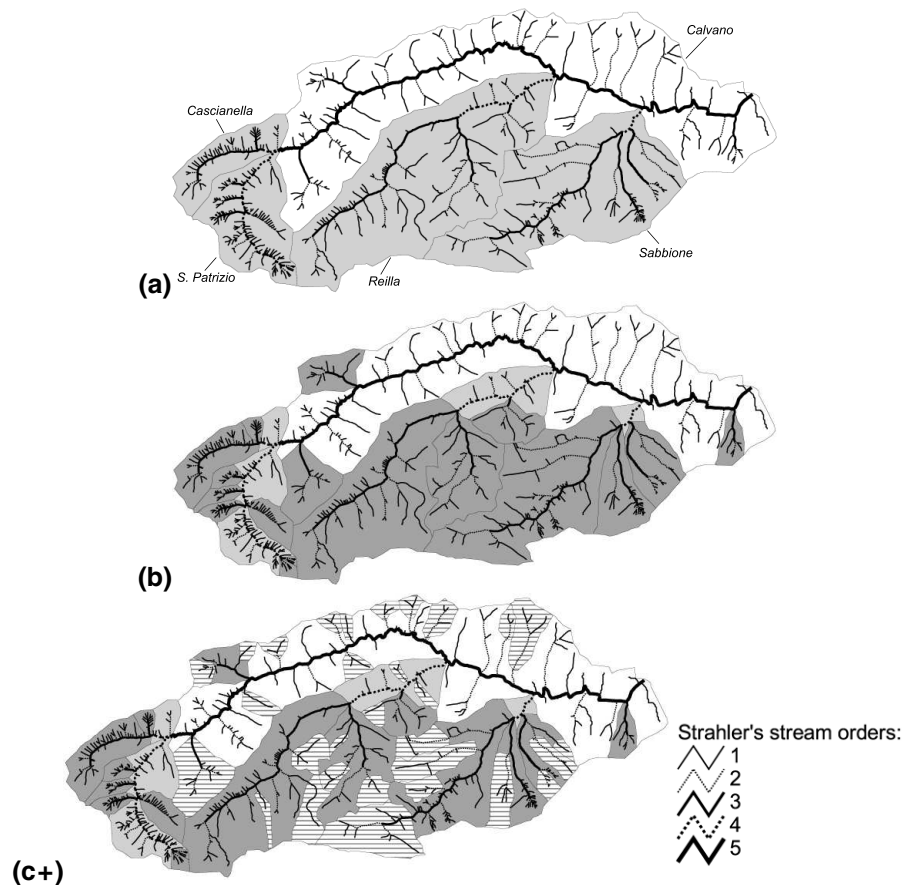 Calvano
Cascianella
Sabbione
S. Patrizio
Reilla
(a)
(b)
Strahler's stream orders:
1
2
3
4
5
(c+)